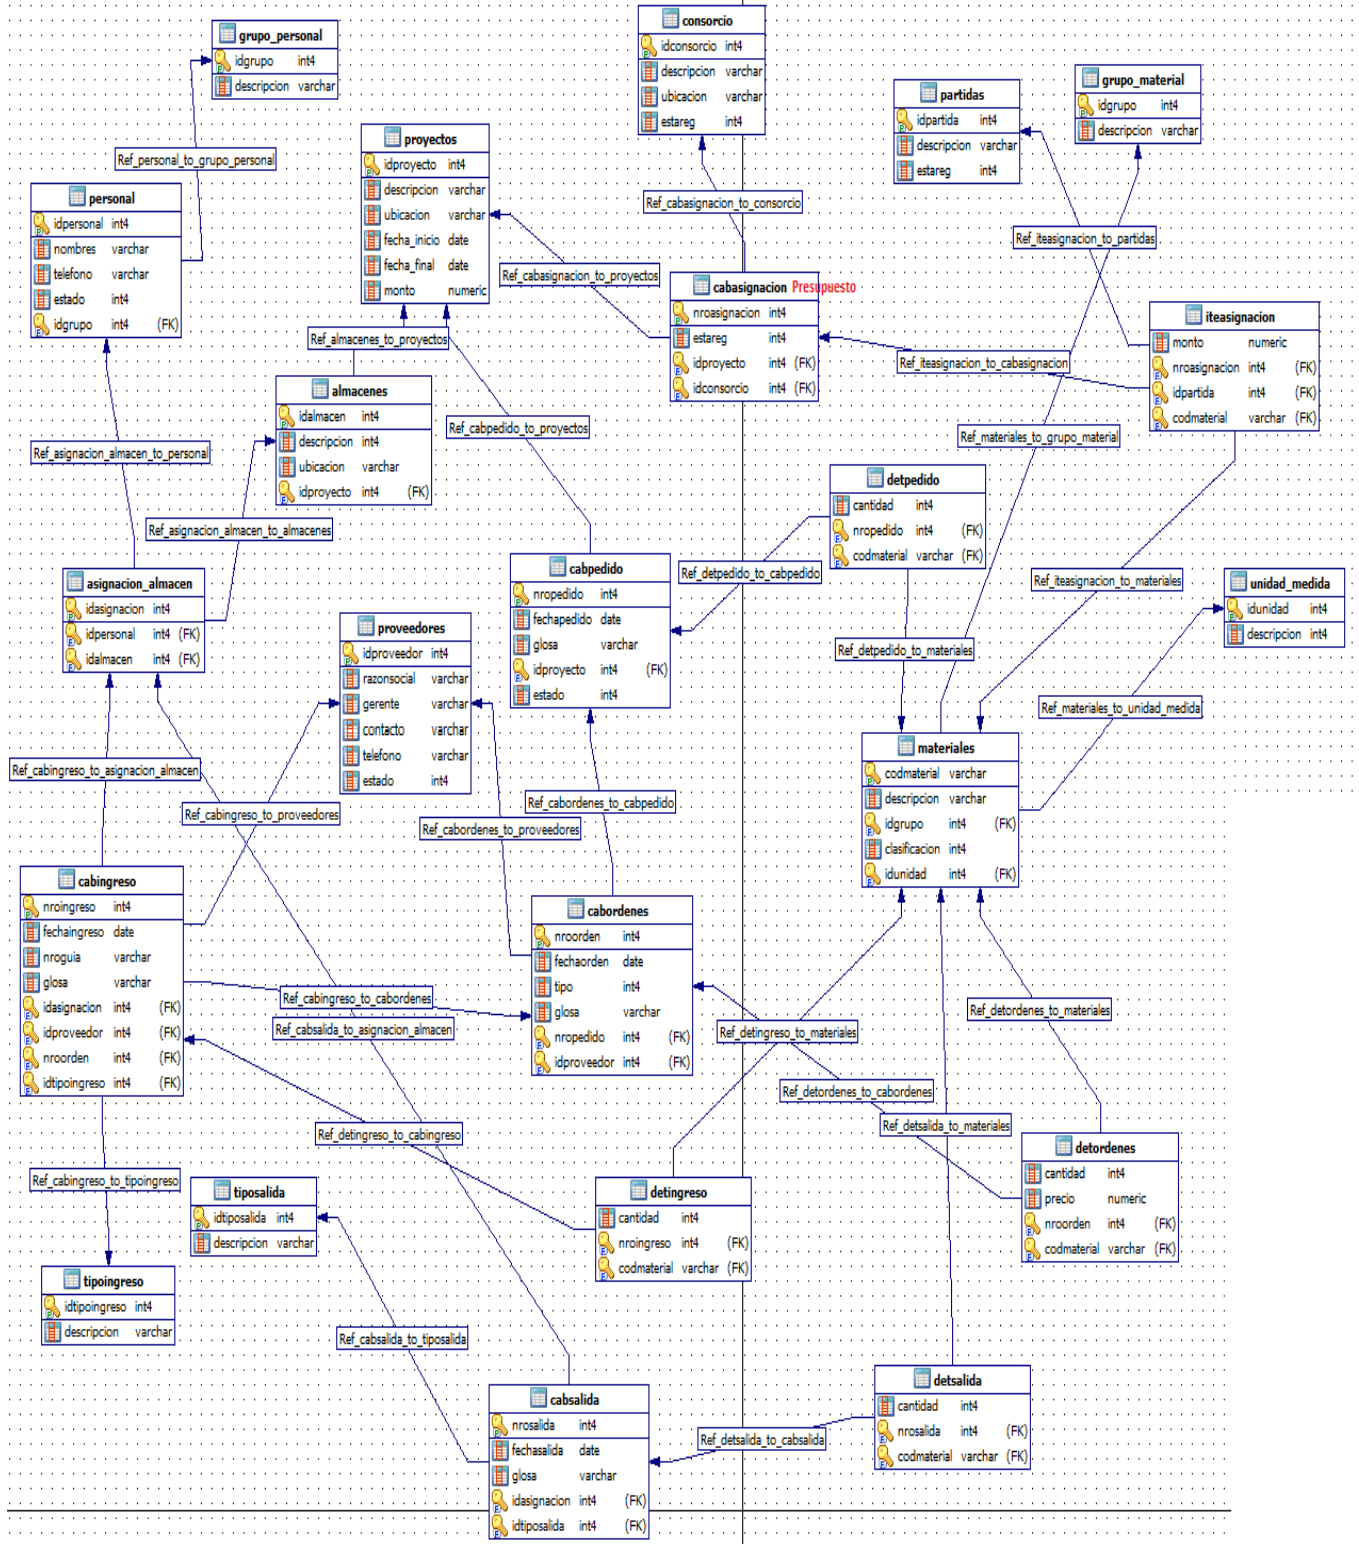 grupo_personal
idgrupo int4
descripcion varchar
consorcio
idconsorcio int4
descripcion varchar
ubicacion varchar
estareg int4
partidas
idpartida int4
descripcion varchar
estareg int4
grupo_material
idgrupo int4
descripcion varchar
proyectos
idproyecto int4
descripcion varchar
ubicacion varchar
fecha_inicio date
fecha_final date
monto numeric
Ref_personal_to_grupo_personal
personal
idpersonal int4
nombres varchar
telefono varchar
estado int4
idgrupo int4 (FK)
Ref_cabasignacion_to_consorcio
Ref_iteasignacion_to_partidas
Ref_cabasignacion_to_proyectos
cabasignacion Presupuesto
nroasignacion int4
estareg int4
idproyecto int4 (FK)
idconsorcio int4 (FK)
iteasignacion
monto numeric
nroasignacion int4 (FK)
idpartida int4 (FK)
codmaterial varchar (FK)
Ref_almacenes_to_proyectos
Ref_iteasignacion_to_cabasignacion
almacenes
idalmacen int4
descripcion int4
ubicacion varchar
idproyecto int4 (FK)
Ref_cabpedido_to_proyectos
Ref_materiales_to_grupo_material
Ref_asignacion_almacen_to_personal
detpedido
cantidad int4
nropedido int4 (FK)
codmaterial varchar (FK)
Ref_asignacion_almacen_to_almacenes
cabpedido
nropedido int4
fechapedido date
glosa varchar
idproyecto int4 (FK)
estado int4
Ref_detpedido_to_cabpedido
Ref_iteasignacion_to_materiales
asignacion_almacen
idasignacion int4
idpersonal int4 (FK)
idalmacen int4 (FK)
unidad_medida
idunidad int4
descripcion int4
proveedores
idproveedor int4
razonsocial varchar
gerente varchar
contacto varchar
telefono varchar
estado int4
Ref_detpedido_to_materiales
Ref_materiales_to_unidad_medida
materiales
codmaterial varchar
descripcion varchar
idgrupo int4 (FK)
clasificacion int4
idunidad int4 (FK)
Ref_cabingreso_to_asignacion_almacen
Ref_cabingreso_to_proveedores
Ref_cabordenes_to_cabpedido
Ref_cabordenes_to_proveedores
cabingreso
nroingreso int4
fechaingreso date
nroguia varchar
glosa varchar
idasignacion int4 (FK)
idproveedor int4 (FK)
nroorden int4 (FK)
idtipoingreso int4 (FK)
cabordenes
nroorden int4
fechaorden date
tipo int4
glosa varchar
nropedido int4 (FK)
idproveedor int4 (FK)
Ref_cabingreso_to_cabordenes
Ref_cabsalida_to_asignacion_almacen
Ref_detordenes_to_materiales
Ref_detingreso_to_materiales
Ref_detordenes_to_cabordenes
Ref_detsalida_to_materiales
Ref_detingreso_to_cabingreso
detordenes
cantidad int4
precio numeric
nroorden int4 (FK)
codmaterial varchar (FK)
Ref_cabingreso_to_tipoingreso
tiposalida
idtiposalida int4
descripcion varchar
detingreso
cantidad int4
nroingreso int4 (FK)
codmaterial varchar (FK)
tipoingreso
idtipoingreso int4
descripcion varchar
Ref_cabsalida_to_tiposalida
detsalida
cantidad int4
nrosalida int4 (FK)
codmaterial varchar (FK)
cabsalida
nrosalida int4
fechasalida date
glosa varchar
idasignacion int4 (FK)
idtiposalida int4 (FK)
Ref_detsalida_to_cabsalida